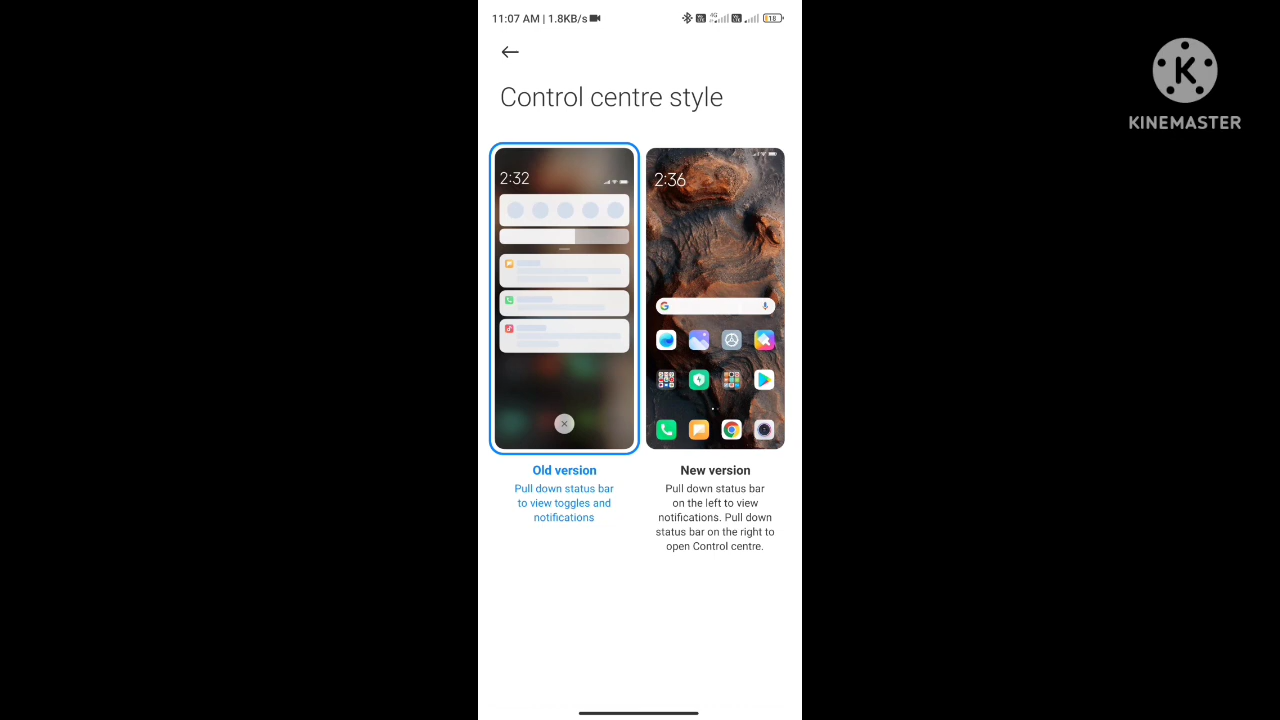 11:07 AM | 1.8KB/s
4G
18
Control centre style
2:32
2:36
Old version
Pull down status bar
to view toggles and
notifications
New version
Pull down status bar
on the left to view
notifications. Pull down
status bar on the right to
open Control centre.
K
KINEMASTER